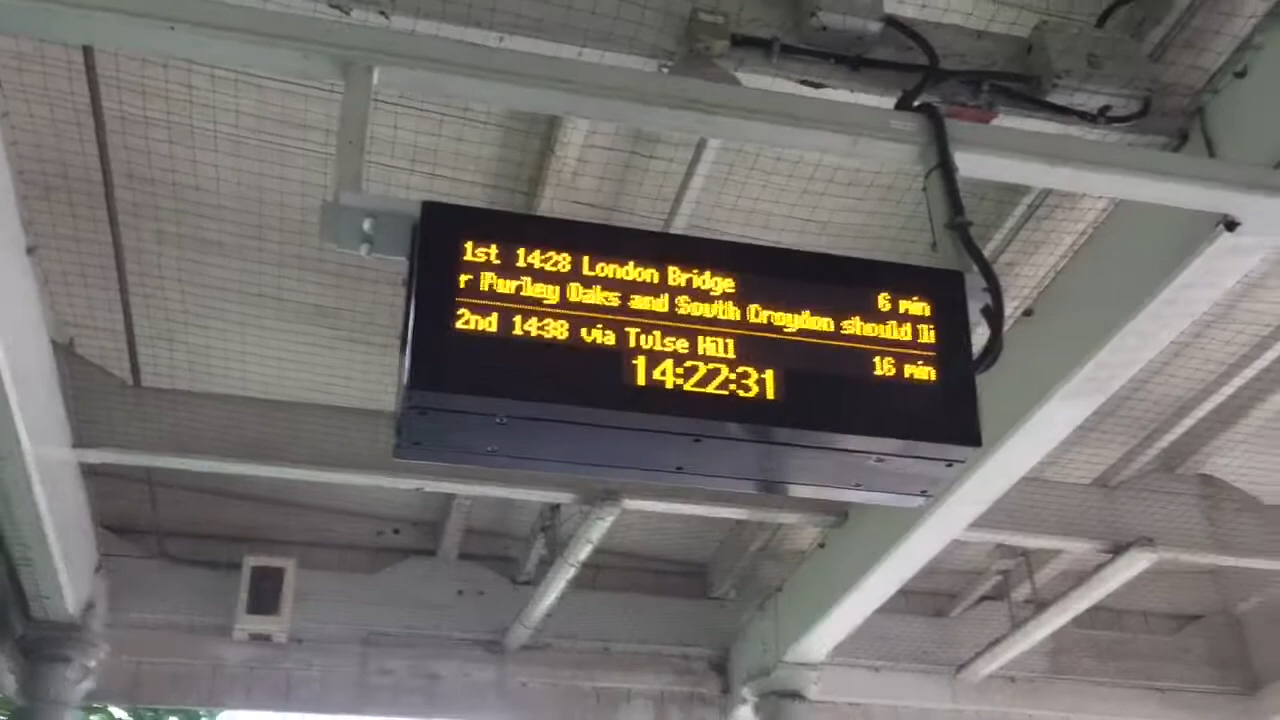 1st 14:28 London Bridge 6 min
r Purley Oaks and South Croydon should li
2nd 14:38 via Tulse Hill 16 min
14:22:31